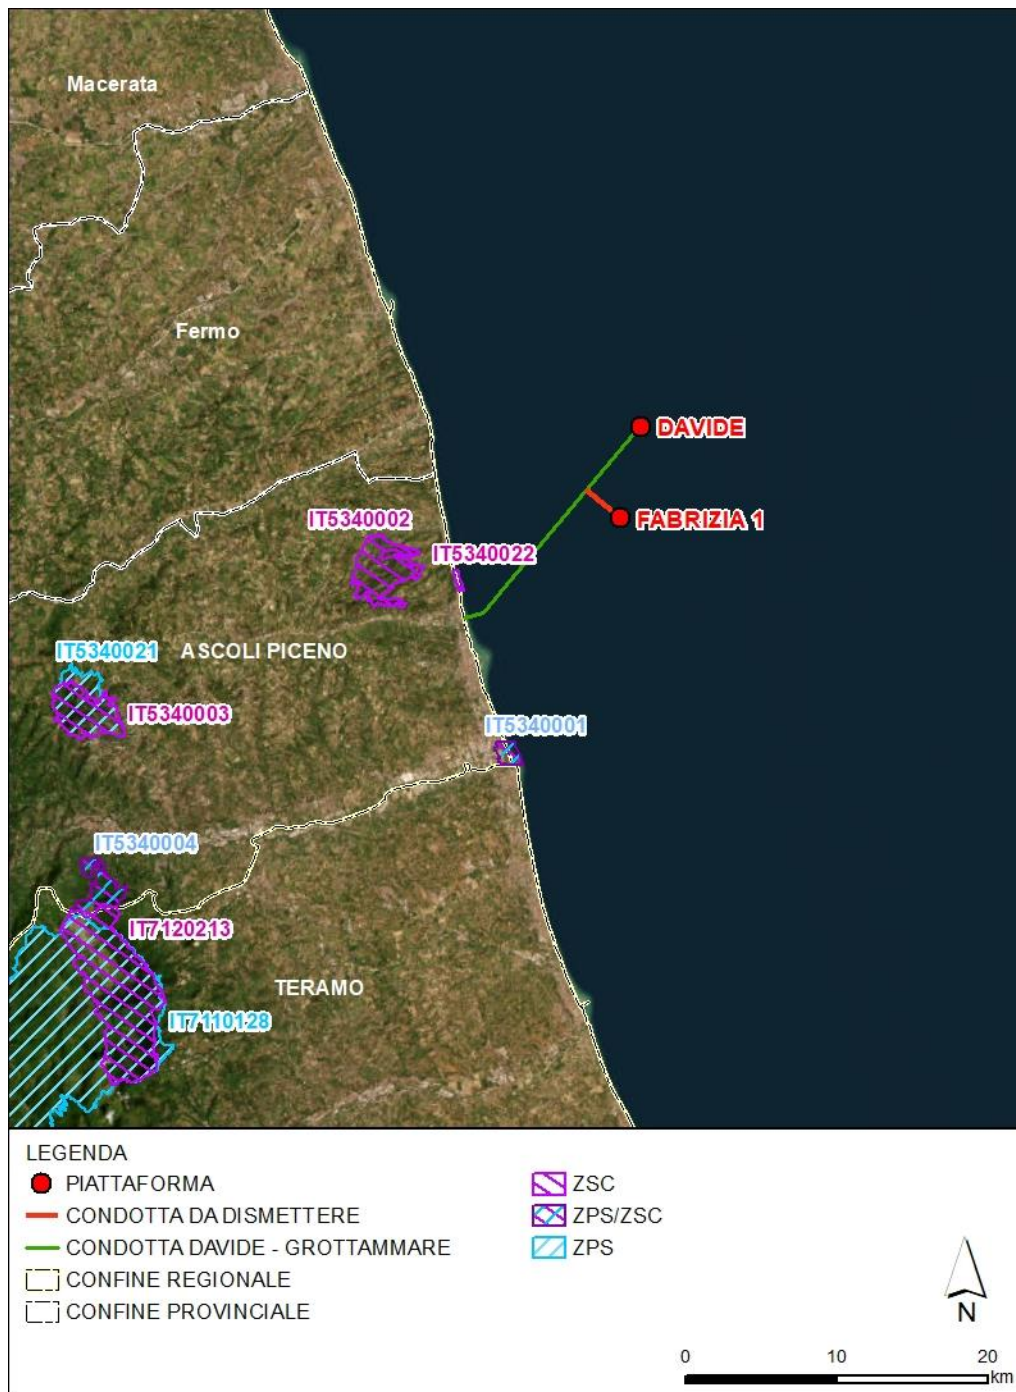 Macerata
Fermo
DAVIDE
FABRIZIA 1
IT5340002
IT5340022
IT5340021
ASCOLI PICENO
IT5340003
IT5340001
IT5340004
IT7120213
TERAMO
IT7110128
LEGENDA
PIATTAFORMA
CONDOTTA DA DISMETTERE
CONDOTTA DAVIDE - GROTTAMMARE
CONFINE REGIONALE
CONFINE PROVINCIALE
ZSC
ZPS/ZSC
ZPS
N
0 10 20
km